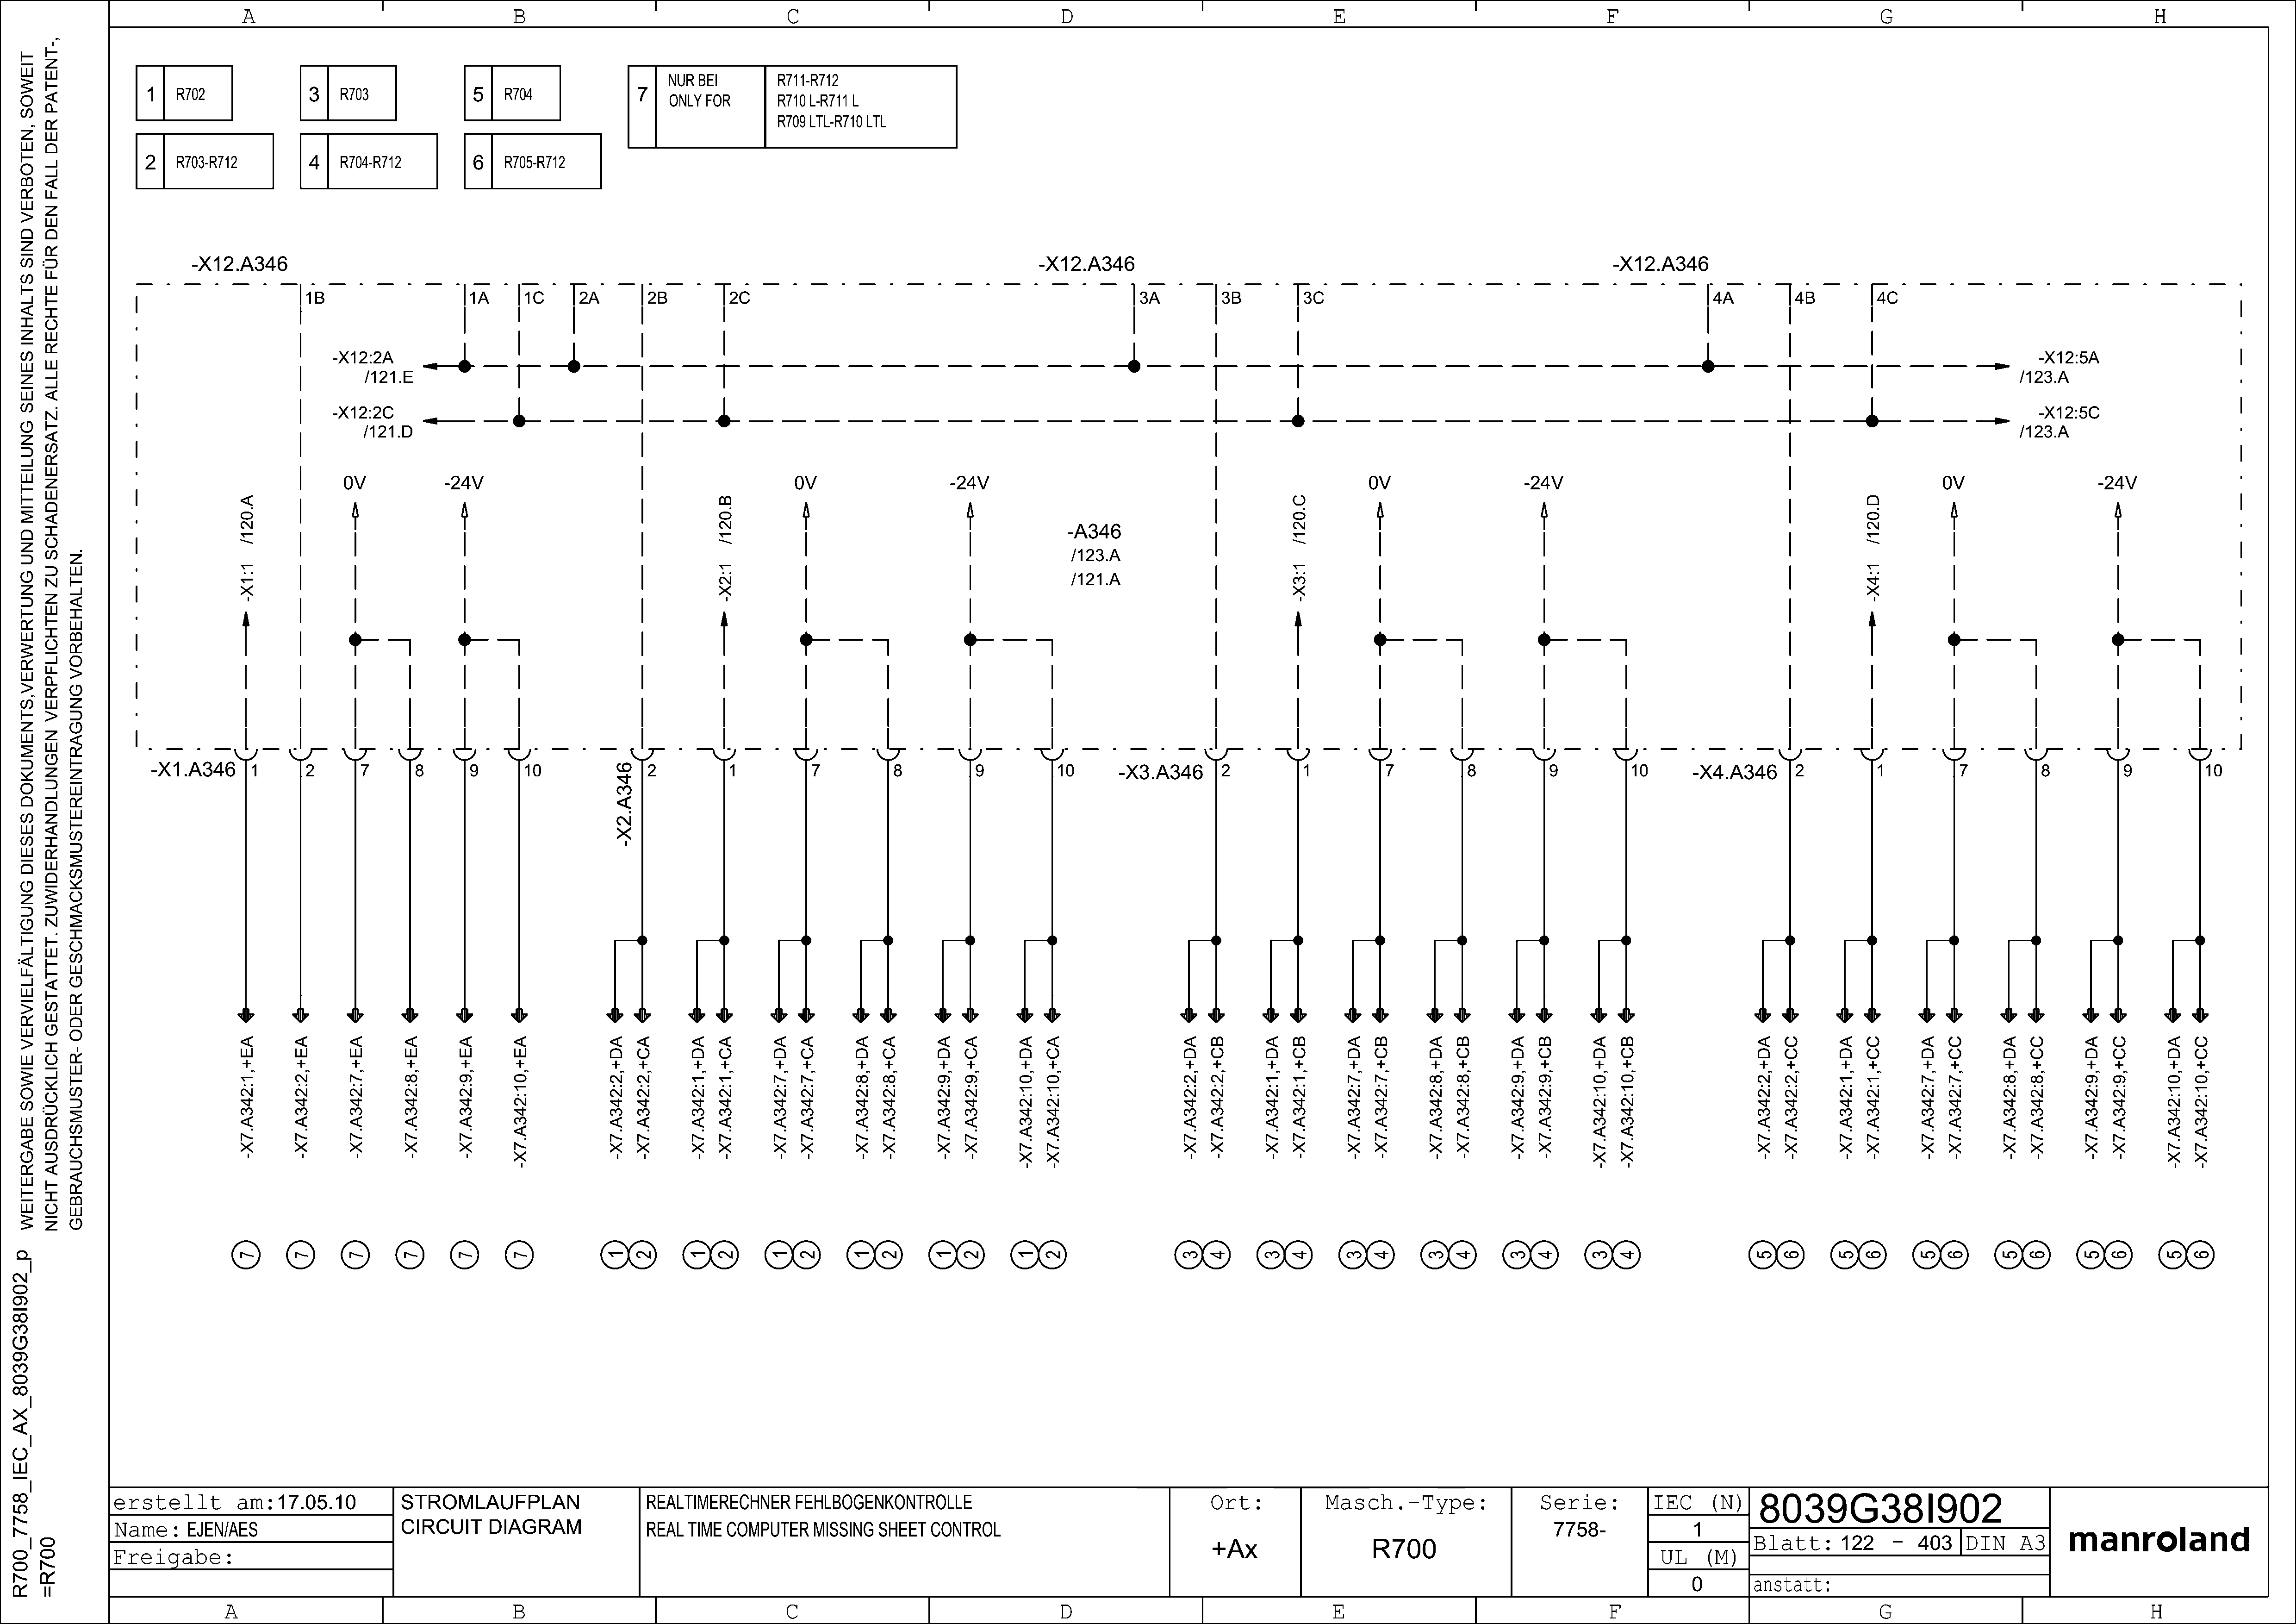 A B C D E F G H
1 R702
3 R703
5 R704
7 NUR BEI ONLY FOR
R711-R712
R710 L-R711 L
R709 LTL-R710 LTL
2 R703-R712
4 R704-R712
6 R705-R712
-X12.A346 -X12.A346 -X12.A346
1B 1A 1C 2A 2B 2C 3A 3B 3C 4A 4B 4C
-X12:2A -X12:5A
/121.E /123.A
-X12:2C -X12:5C
/121.D /123.A
0V -24V 0V -24V 0V -24V 0V -24V
-X1:1 /120.A
-X2:1 /120.B
-X3:1 /120.C
-X4:1 /120.D
-A346
/123.A
/121.A
-X1.A346 1 2 7 8 9 10
-X2.A346 2 1 7 8 9 10
-X3.A346 2 1 7 8 9 10
-X4.A346 2 1 7 8 9 10
-X7.A342:1,+EA
-X7.A342:2,+EA
-X7.A342:7,+EA
-X7.A342:8,+EA
-X7.A342:9,+EA
-X7.A342:10,+EA
-X7.A342:2,+DA
-X7.A342:2,+CA
-X7.A342:1,+DA
-X7.A342:1,+CA
-X7.A342:7,+DA
-X7.A342:7,+CA
-X7.A342:8,+DA
-X7.A342:8,+CA
-X7.A342:9,+DA
-X7.A342:9,+CA
-X7.A342:10,+DA
-X7.A342:10,+CA
-X7.A342:2,+DA
-X7.A342:2,+CB
-X7.A342:1,+DA
-X7.A342:1,+CB
-X7.A342:7,+DA
-X7.A342:7,+CB
-X7.A342:8,+DA
-X7.A342:8,+CB
-X7.A342:9,+DA
-X7.A342:9,+CB
-X7.A342:10,+DA
-X7.A342:10,+CB
-X7.A342:2,+DA
-X7.A342:2,+CC
-X7.A342:1,+DA
-X7.A342:1,+CC
-X7.A342:7,+DA
-X7.A342:7,+CC
-X7.A342:8,+DA
-X7.A342:8,+CC
-X7.A342:9,+DA
-X7.A342:9,+CC
-X7.A342:10,+DA
-X7.A342:10,+CC
7 7 7 7 7 7 1 2 1 2 1 2 1 2 1 2 1 2 3 4 3 4 3 4 3 4 3 4 3 4 5 6 5 6 5 6 5 6 5 6 5 6
WEITERGABE SOWIE VERVIELFÄLTIGUNG DIESES DOKUMENTS,VERWERTUNG UND MITTEILUNG SEINES INHALTS SIND VERBOTEN, SOWEIT
NICHT AUSDRÜCKLICH GESTATTET. ZUWIDERHANDLUNGEN VERPFLICHTEN ZU SCHADENERSATZ. ALLE RECHTE FÜR DEN FALL DER PATENT-,
GEBRAUCHSMUSTER- ODER GESCHMACKSMUSTEREINTRAGUNG VORBEHALTEN.
R700_7758_IEC_AX_8039G38I902_p
=R700
erstellt am:17.05.10
Name: EJEN/AES
Freigabe:
STROMLAUFPLAN
CIRCUIT DIAGRAM
REALTIMERECHNER FEHLBOGENKONTROLLE
REAL TIME COMPUTER MISSING SHEET CONTROL
Ort:
+Ax
Masch.-Type:
R700
Serie:
7758-
IEC (N)
1
UL (M)
0
8039G38I902
Blatt: 122 - 403 DIN A3
anstatt:
manroland
A B C D E F G H